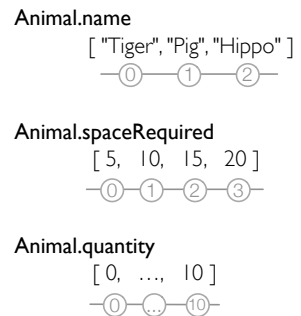 Animal.name
[ "Tiger", "Pig", "Hippo" ]
0 1 2
Animal.spaceRequired
[ 5, 10, 15, 20 ]
0 1 2 3
Animal.quantity
[ 0, ..., 10 ]
0 ... 10